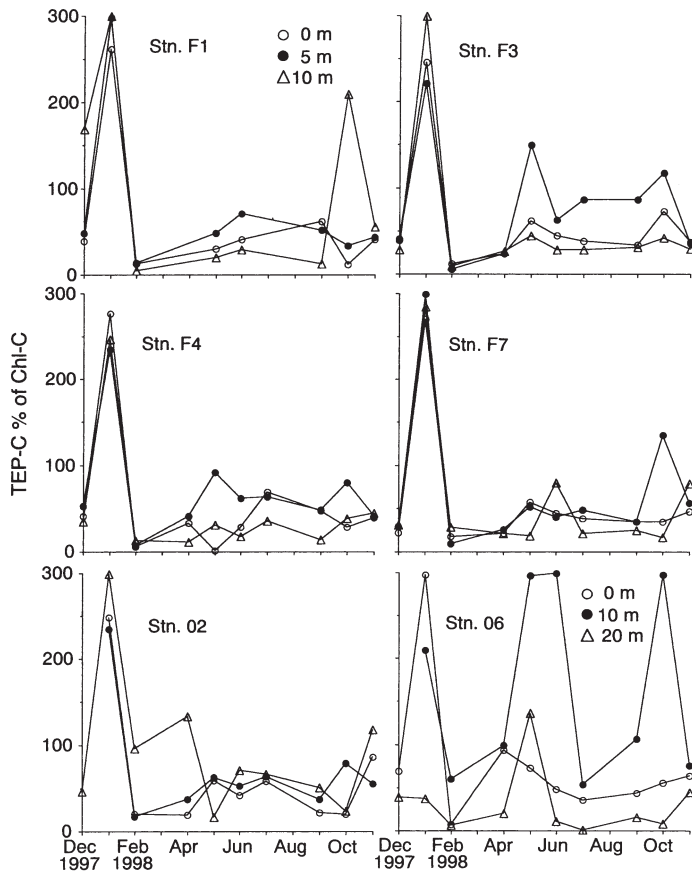 300
200
100
0
Stn. F1
0 m
5 m
10 m
Stn. F3
300
200
100
0
Stn. F4
Stn. F7
TEP-C % of Chl-C
300
200
100
0
Stn. 02
Stn. 06
0 m
10 m
20 m
Dec Feb Apr Jun Aug Oct Dec Feb Apr Jun Aug Oct
1997 1998 1997 1998